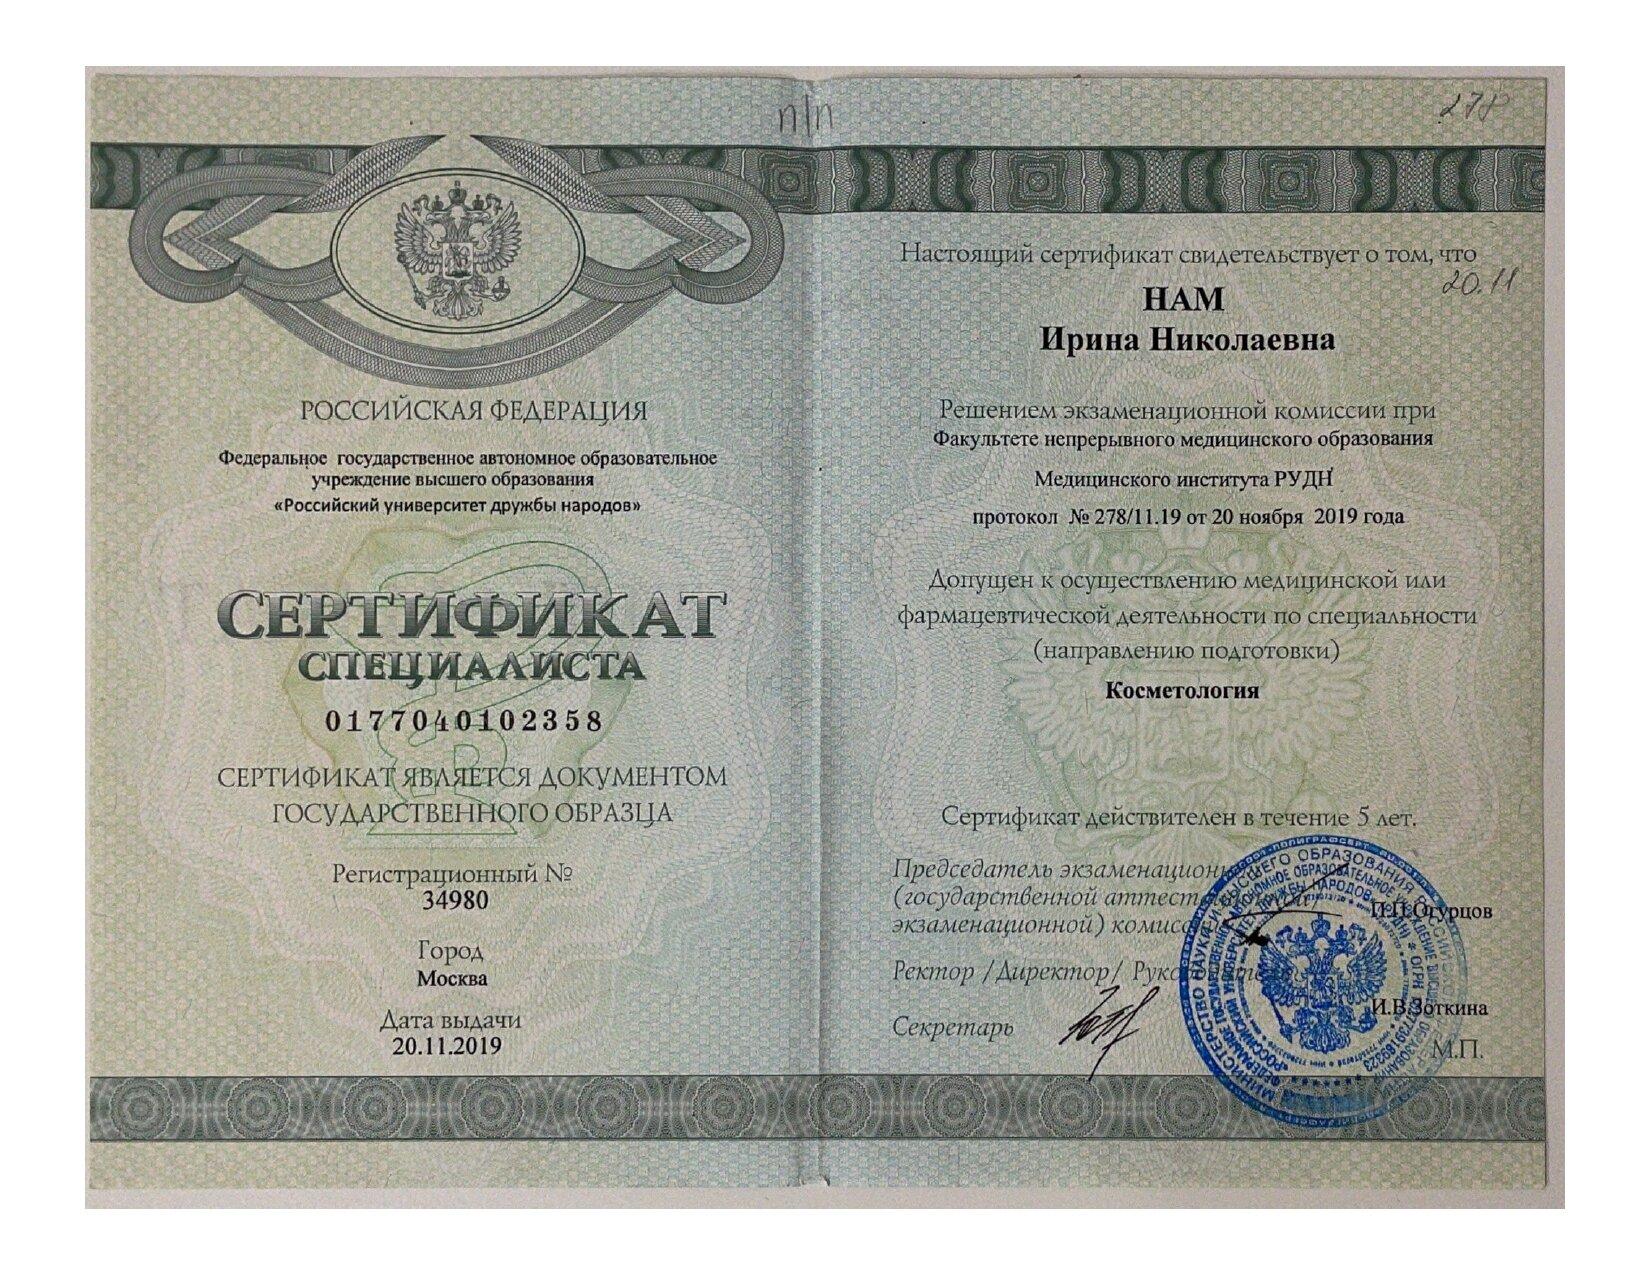 п/п
РОССИЙСКАЯ ФЕДЕРАЦИЯ
Федеральное государственное автономное образовательное
учреждение высшего образования
«Российский университет дружбы народов»
СЕРТИФИКАТ
СПЕЦИАЛИСТА
0177040102358
СЕРТИФИКАТ ЯВЛЯЕТСЯ ДОКУМЕНТОМ
ГОСУДАРСТВЕННОГО ОБРАЗЦА
Регистрационный №
34980
Город
Москва
Дата выдачи
20.11.2019
278
Настоящий сертификат свидетельствует о том, что
20.11
НАМ
Ирина Николаевна
Решением экзаменационной комиссии при
Факультете непрерывного медицинского образования
Медицинского института РУДН
протокол № 278/11.19 от 20 ноября 2019 года
Допущен к осуществлению медицинской или
фармацевтической деятельности по специальности
(направлению подготовки)
Косметология
Сертификат действителен в течение 5 лет.
Председатель экзаменационной
(государственной аттестационной/
экзаменационной) комиссии
П.П.Огурцов
Ректор /Директор/ Руководитель
И.В.Зоткина
Секретарь
М.П.